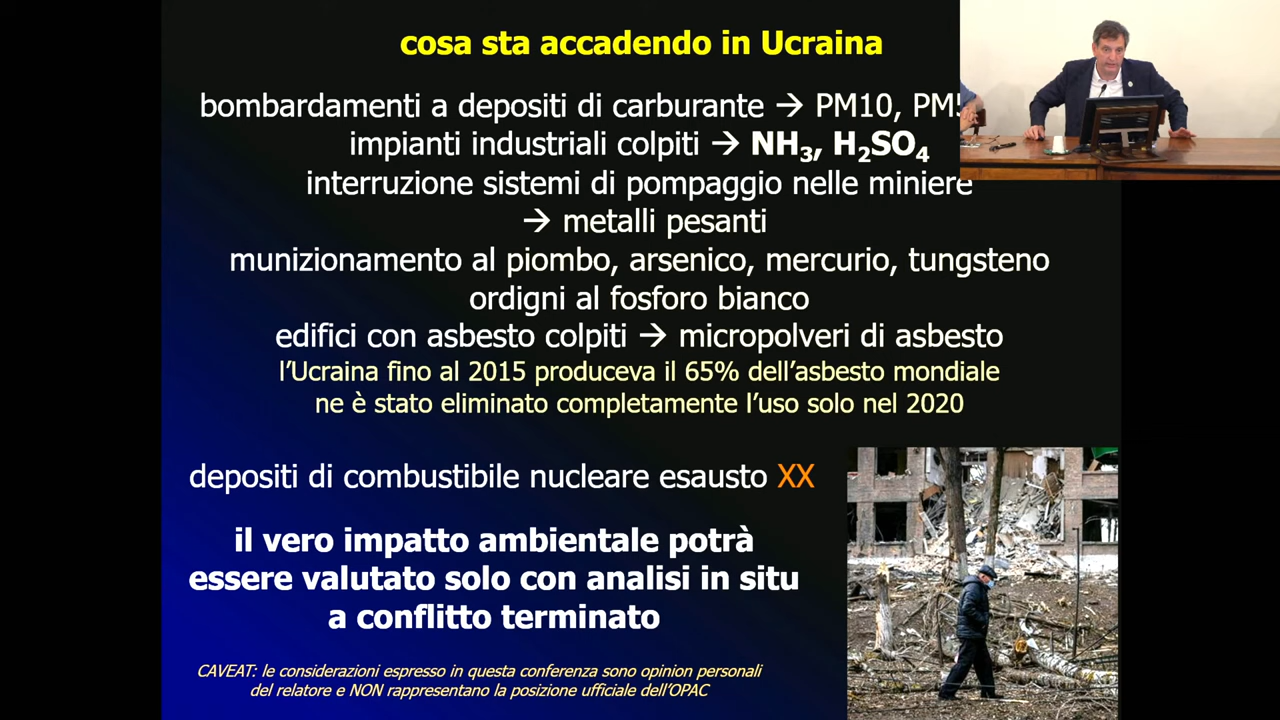 cosa sta accadendo in Ucraina
bombardamenti a depositi di carburante → PM10,
impianti industriali colpiti → NH₃, H₂SO₄
interruzione sistemi di pompaggio nelle miniere
→ metalli pesanti
munizionamento al piombo, arsenico, mercurio, tungsteno
ordigni al fosforo bianco
edifici con asbesto colpiti → micropolveri di asbesto
l’Ucraina fino al 2015 produceva il 65% dell’asbesto mondiale
ne è stato eliminato completamente l’uso solo nel 2020
depositi di combustibile nucleare esausto XX
il vero impatto ambientale potrà
essere valutato solo con analisi in situ
a conflitto terminato
CAVEAT: le considerazioni espresso in questa conferenza sono opinion personali
del relatore e NON rappresentano la posizione ufficiale dell’OPAC